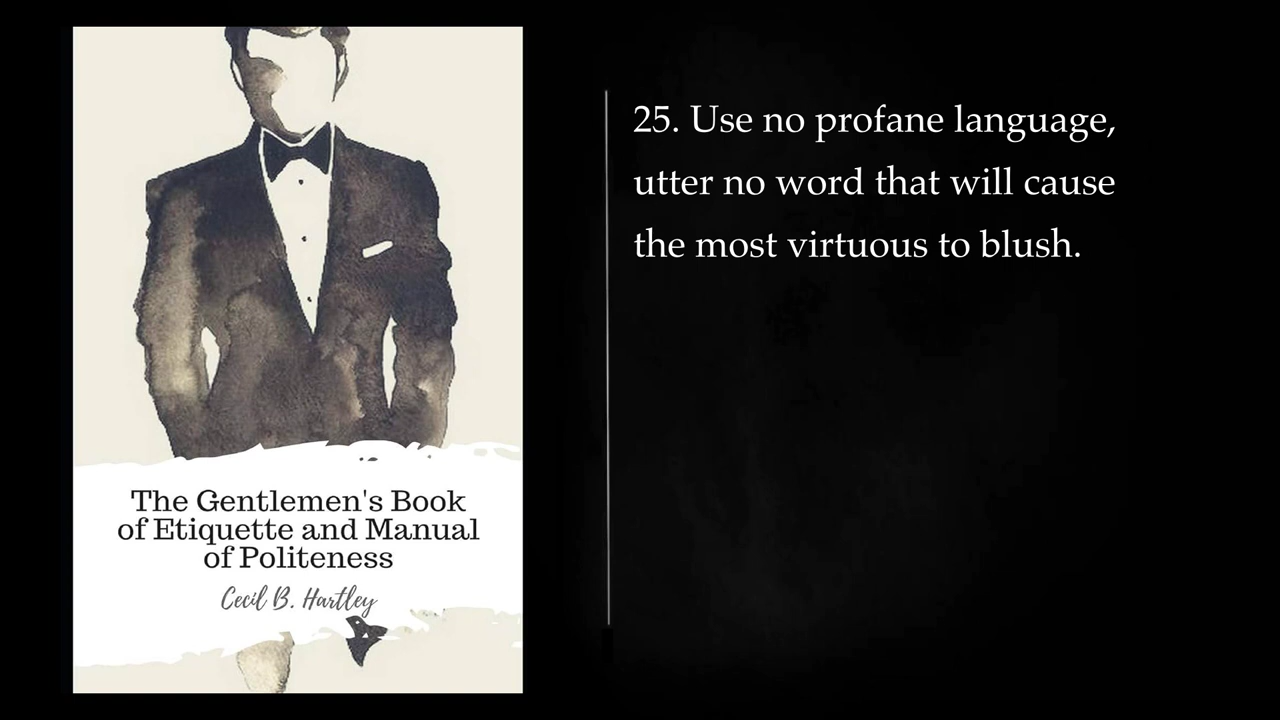 The Gentlemen's Book
of Etiquette and Manual
of Politeness
Cecil B. Hartley
25. Use no profane language,
utter no word that will cause
the most virtuous to blush.